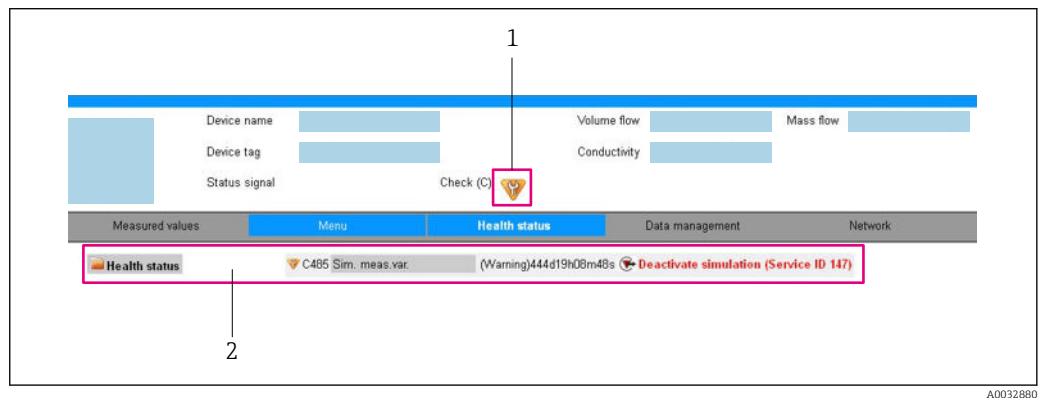 1
Device name Volume flow Mass flow
Device tag Conductivity
Status signal Check (C)
Measured values Menu Health status Data management Network
Health status C485 Sim. meas.var. (Warning)444d19h08m48s Deactivate simulation (Service ID 147)
2
A0032880